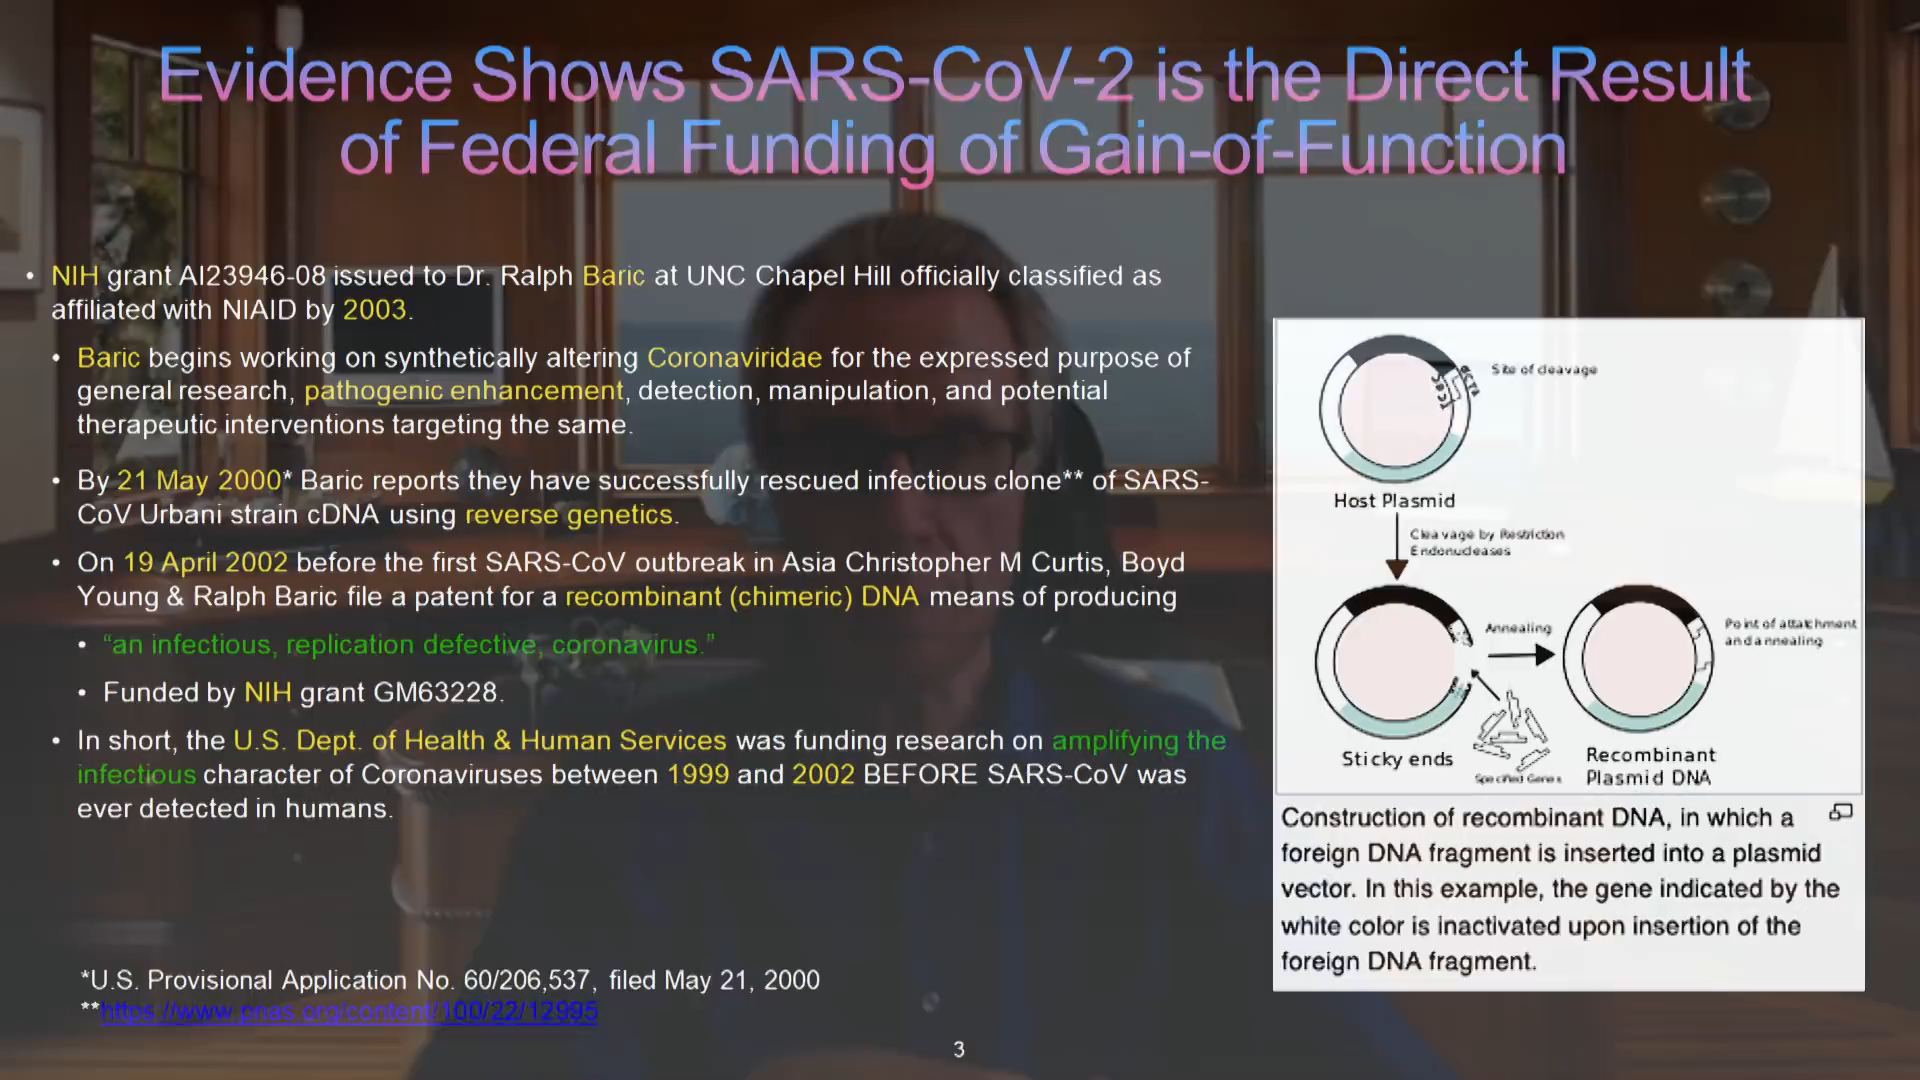 Evidence Shows SARS-CoV-2 is the Direct Result
of Federal Funding of Gain-of-Function
• NIH grant AI23946-08 issued to Dr. Ralph Baric at UNC Chapel Hill officially classified as
affiliated with NIAID by 2003.
• Baric begins working on synthetically altering Coronaviridae for the expressed purpose of
general research, pathogenic enhancement, detection, manipulation, and potential
therapeutic interventions targeting the same.
• By 21 May 2000* Baric reports they have successfully rescued infectious clone** of SARS-
CoV Urbani strain cDNA using reverse genetics.
• On 19 April 2002 before the first SARS-CoV outbreak in Asia Christopher M Curtis, Boyd
Young & Ralph Baric file a patent for a recombinant (chimeric) DNA means of producing
• “an infectious, replication defective, coronavirus.”
• Funded by NIH grant GM63228.
• In short, the U.S. Dept. of Health & Human Services was funding research on amplifying the
infectious character of Coronaviruses between 1999 and 2002 BEFORE SARS-CoV was
ever detected in humans.
*U.S. Provisional Application No. 60/206,537, filed May 21, 2000
**https://www.pnas.org/content/100/22/12995
3
Site of cleavage
Host Plasmid
Cleavage by Restriction
Endonucleases
Annealing
Point of attatchment
and annealing
Sticky ends
Specified Genes
Recombinant
Plasmid DNA
Construction of recombinant DNA, in which a
foreign DNA fragment is inserted into a plasmid
vector. In this example, the gene indicated by the
white color is inactivated upon insertion of the
foreign DNA fragment.